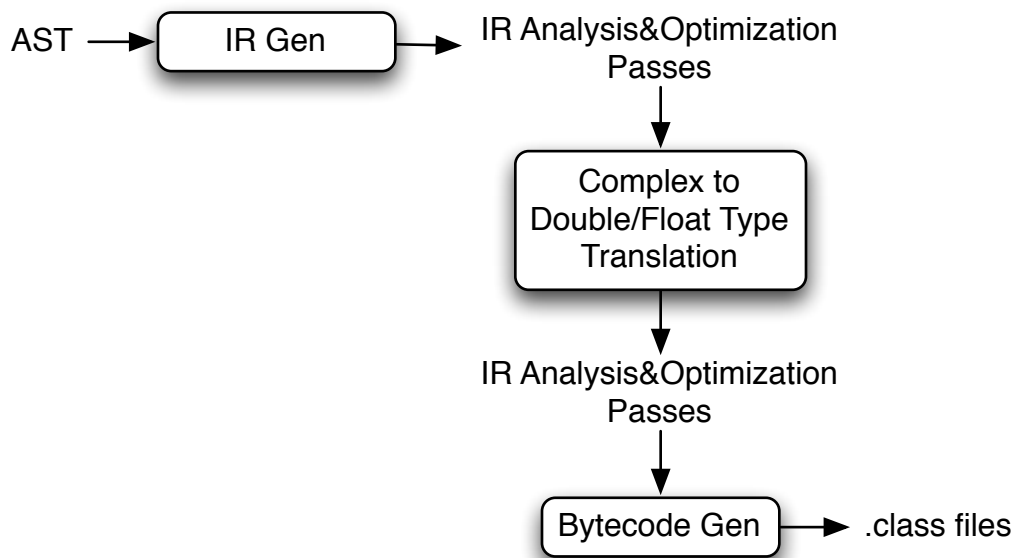 AST
IR Gen
IR Analysis&Optimization
Passes
Complex to
Double/Float Type
Translation
IR Analysis&Optimization
Passes
Bytecode Gen
.class files